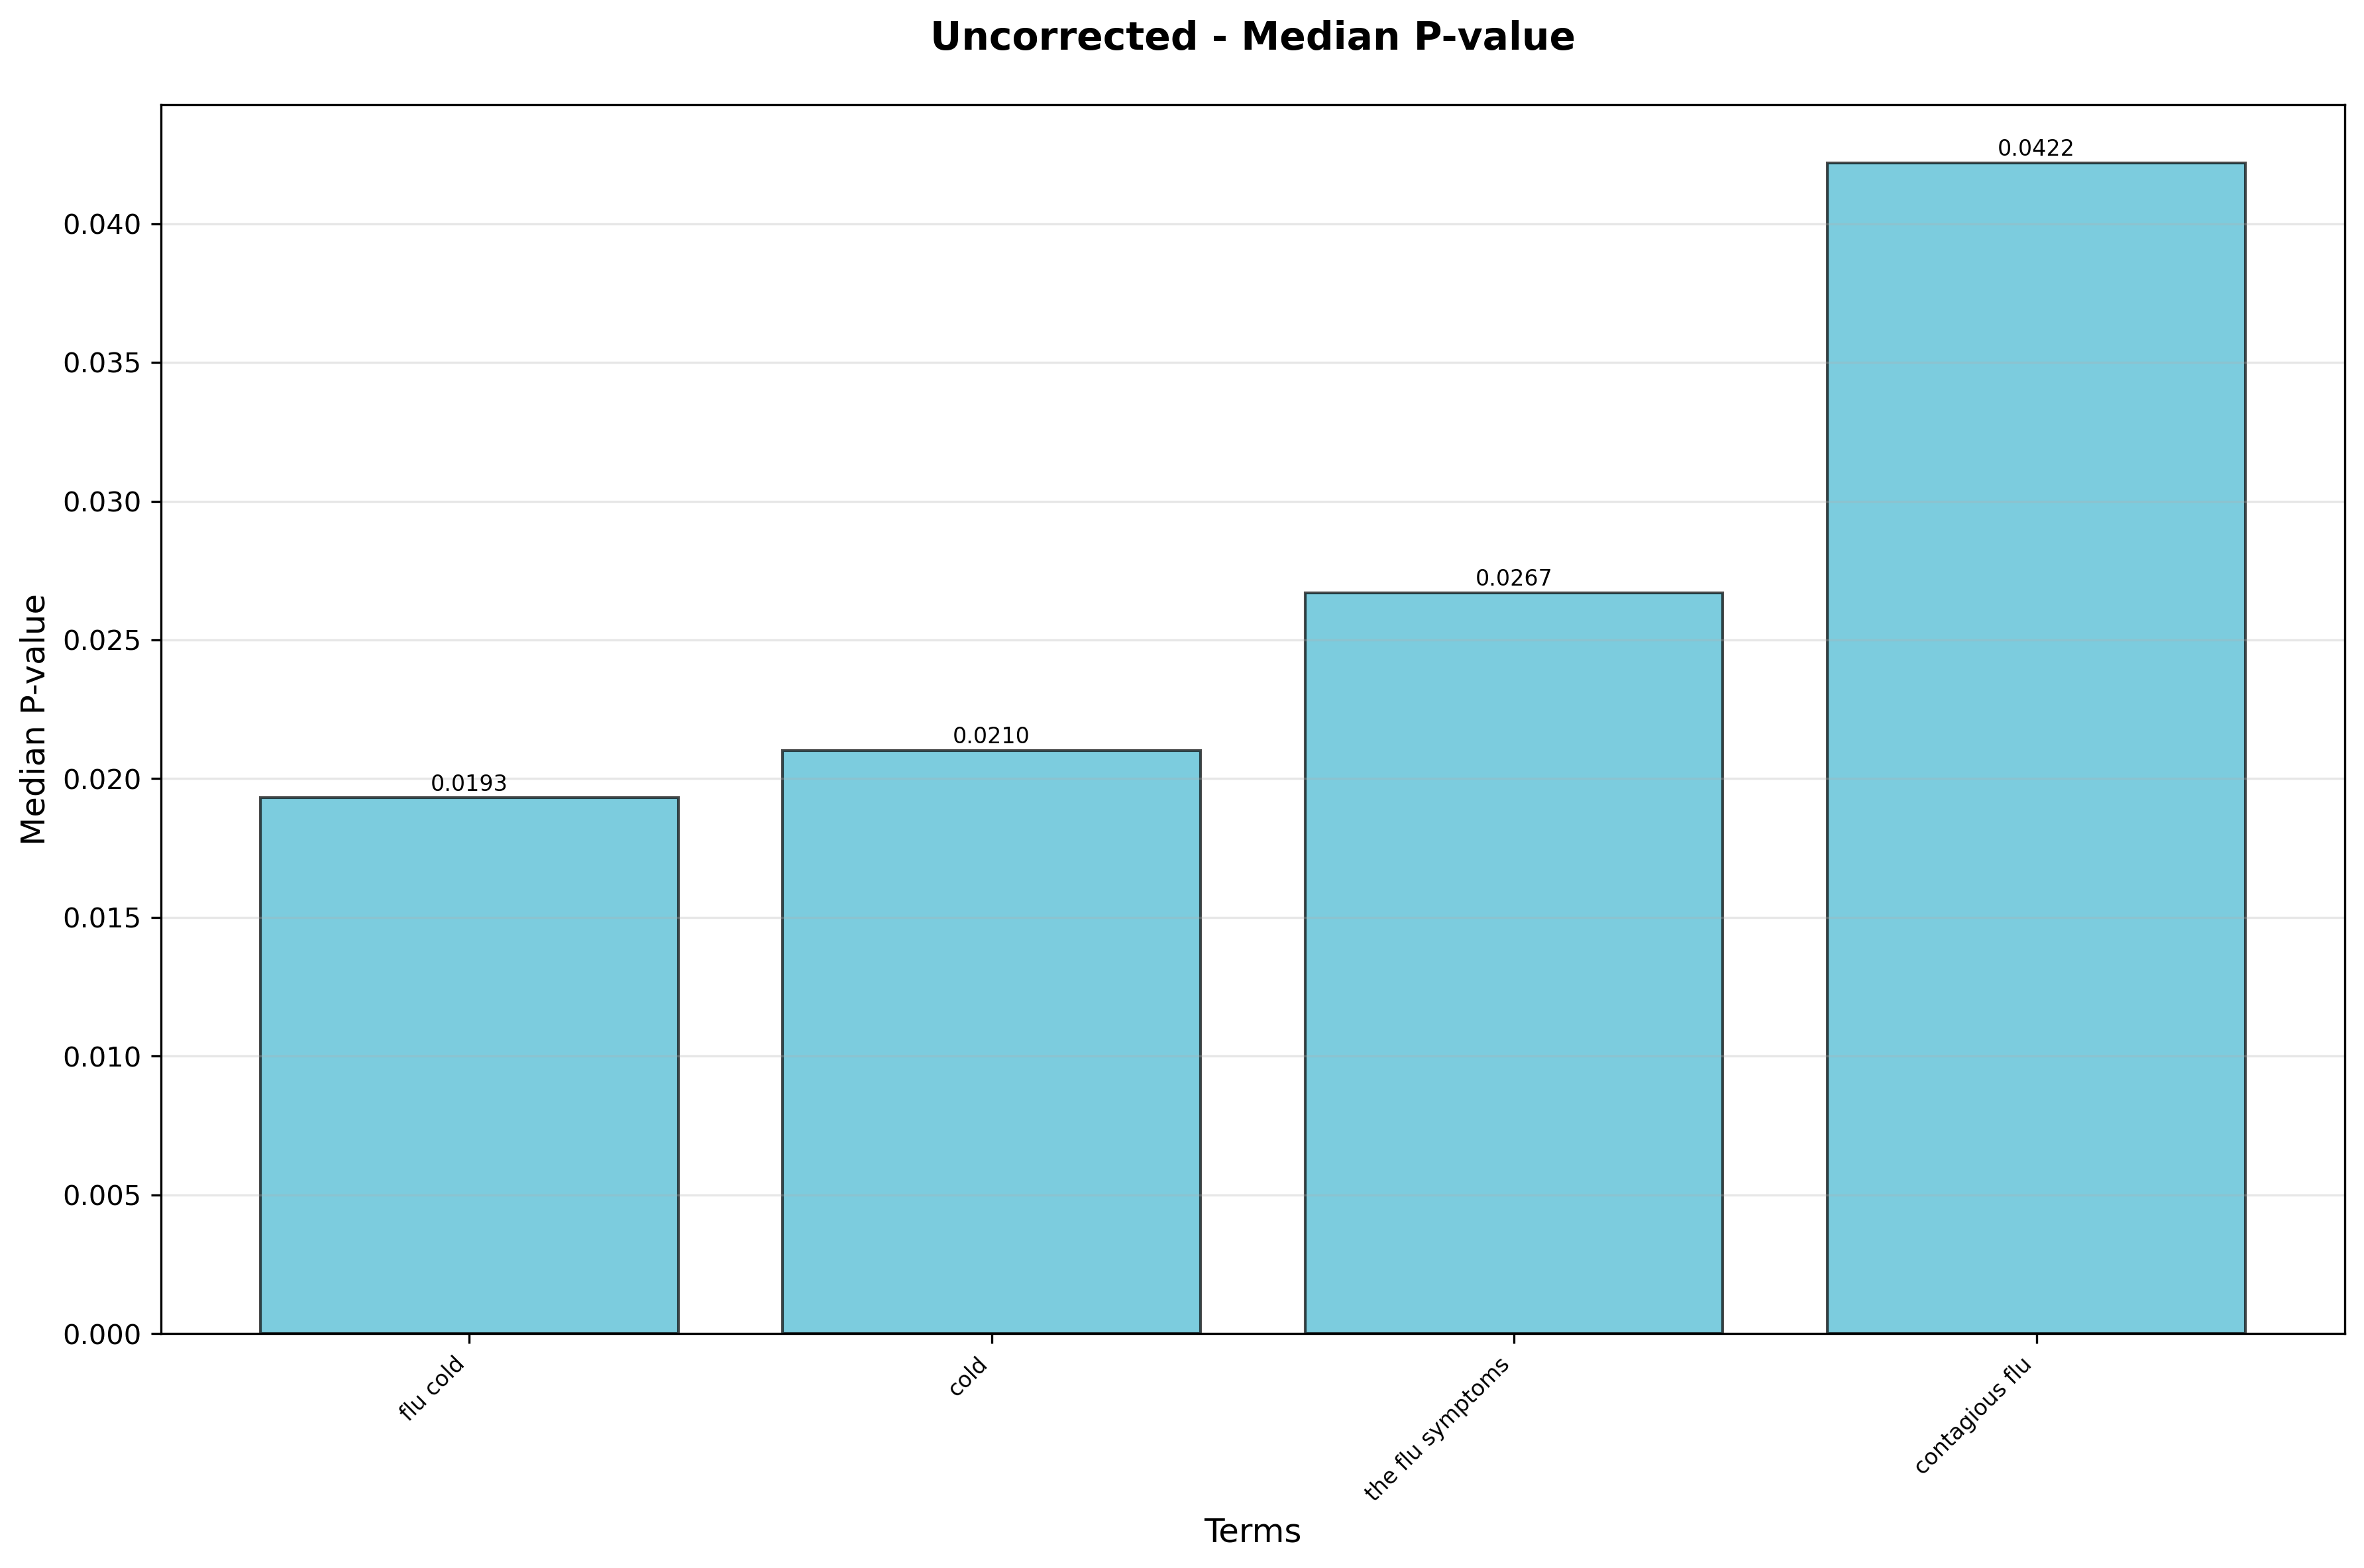 Uncorrected - Median P-value
Median P-value
0.040
0.035
0.030
0.025
0.020
0.015
0.010
0.005
0.000
0.0193
0.0210
0.0267
0.0422
flu cold
cold
the flu symptoms
contagious flu
Terms